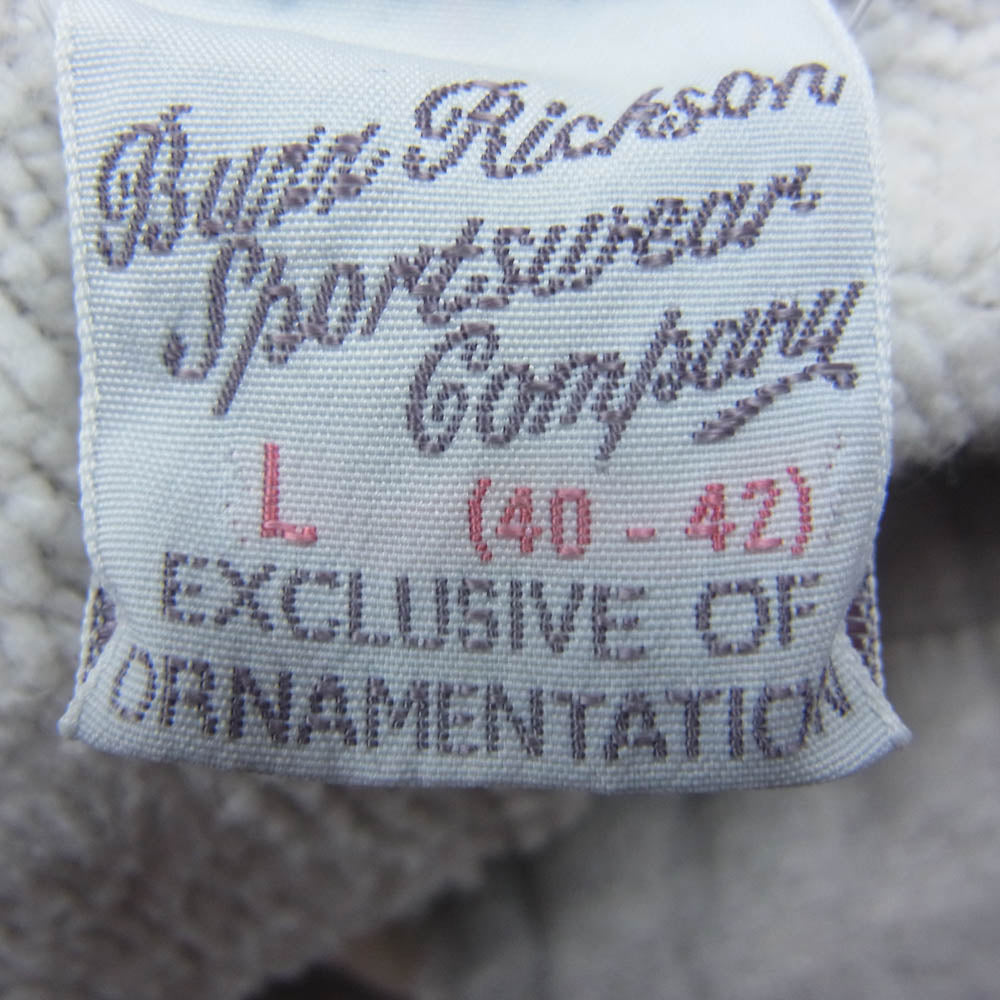 Buzz Rickson
Sportswear
Company
L (40 - 42)
EXCLUSIVE OF
ORNAMENTATION